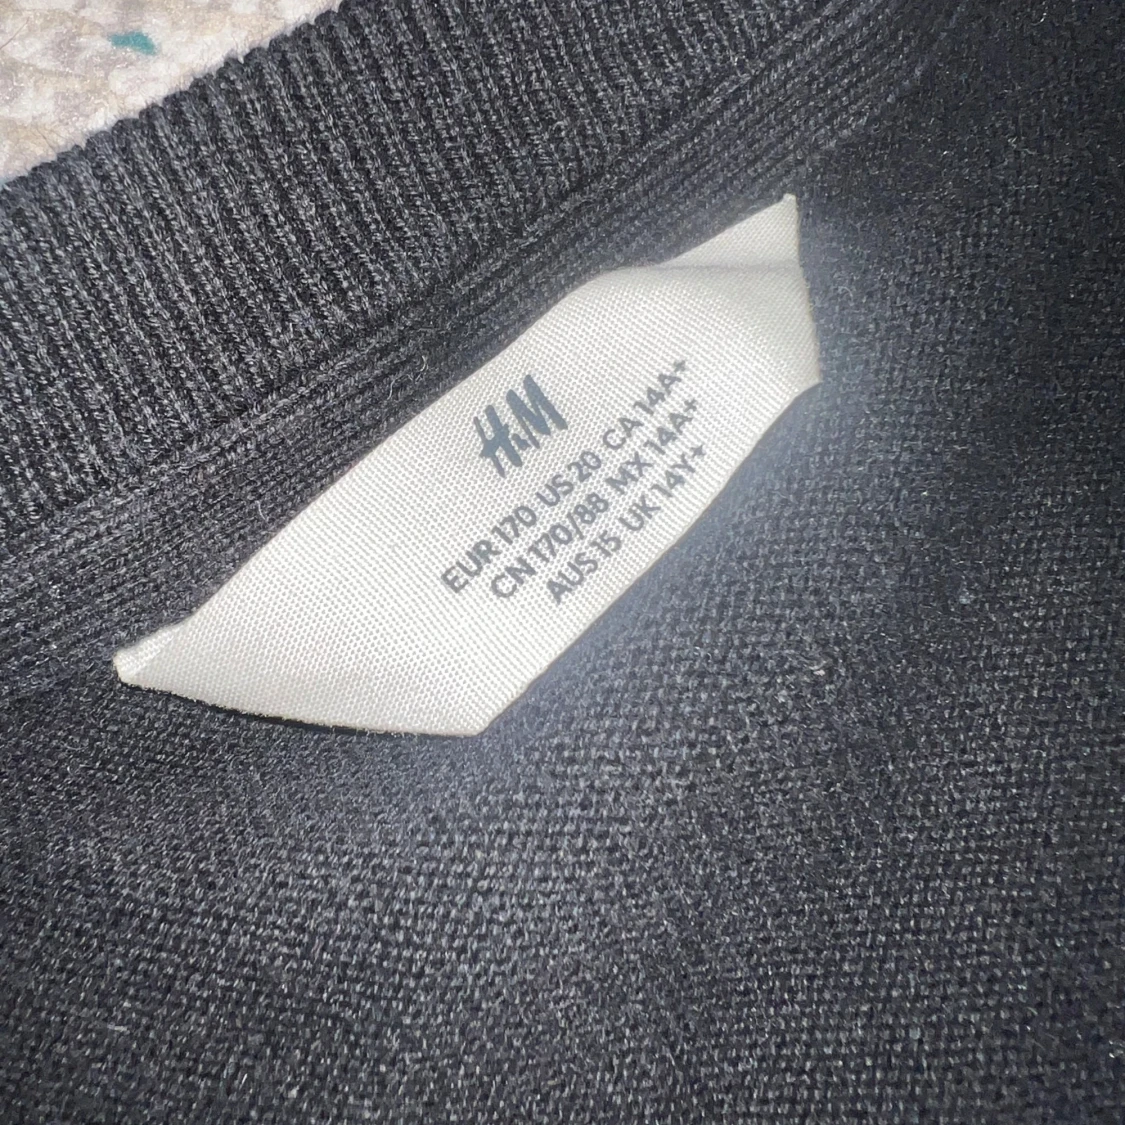 H&M
EUR 170 US 20 CA 14A*
CN 170/88 MX 14A*
AUS 15 UK 14Y*